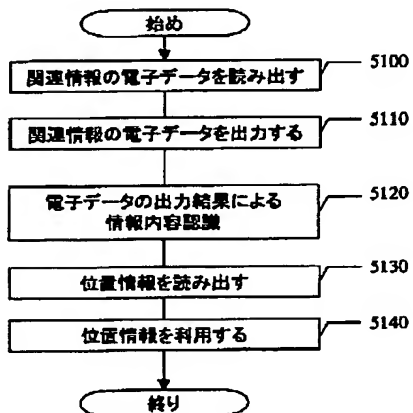 始め
関連情報の電子データを読み出す
5100
関連情報の電子データを出力する
5110
電子データの出力結果による
情報内容認識
5120
位置情報を読み出す
5130
位置情報を利用する
5140
終り